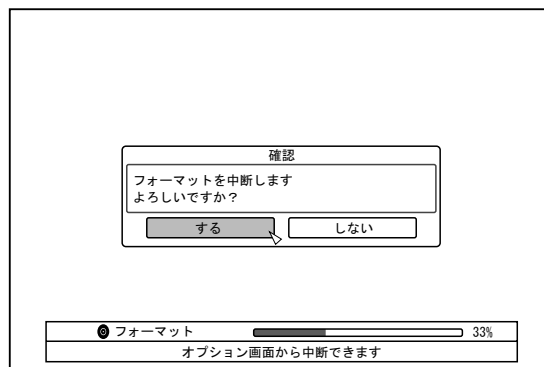 確認
フォーマットを中断します
よろしいですか？
する しない
フォーマット 33%
オプション画面から中断できます